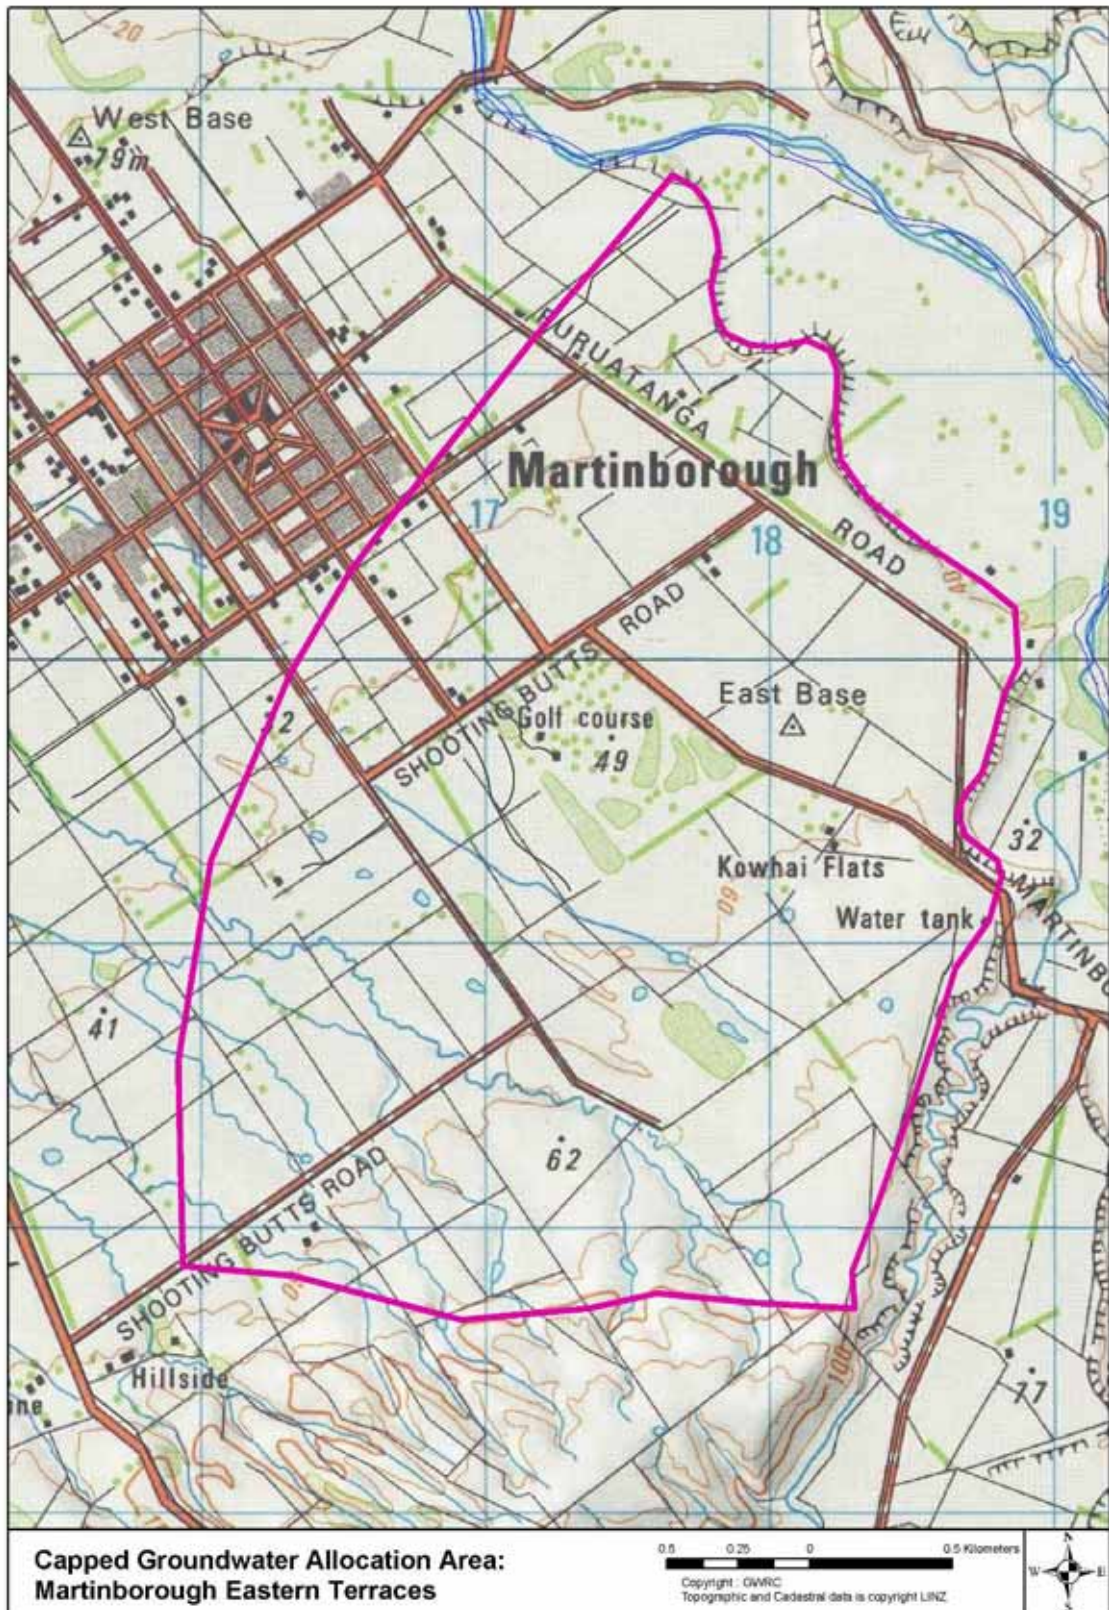 20
West Base
79m
PURUATANGA
ROAD
Martinborough
17
18
19
40
SHOOTING BUTTS ROAD
East Base
32
Golf course
49
32
Kowhai Flats
60
Water tank
MARTINBO
41
62
SHOOTING BUTTS ROAD
Hillside
100
77
Capped Groundwater Allocation Area:
Martinborough Eastern Terraces
0.5 0.25 0 0.5 Kilometers
Copyright : GWRC
Topographic and Cadastral data is copyright LINZ
N
W E
S